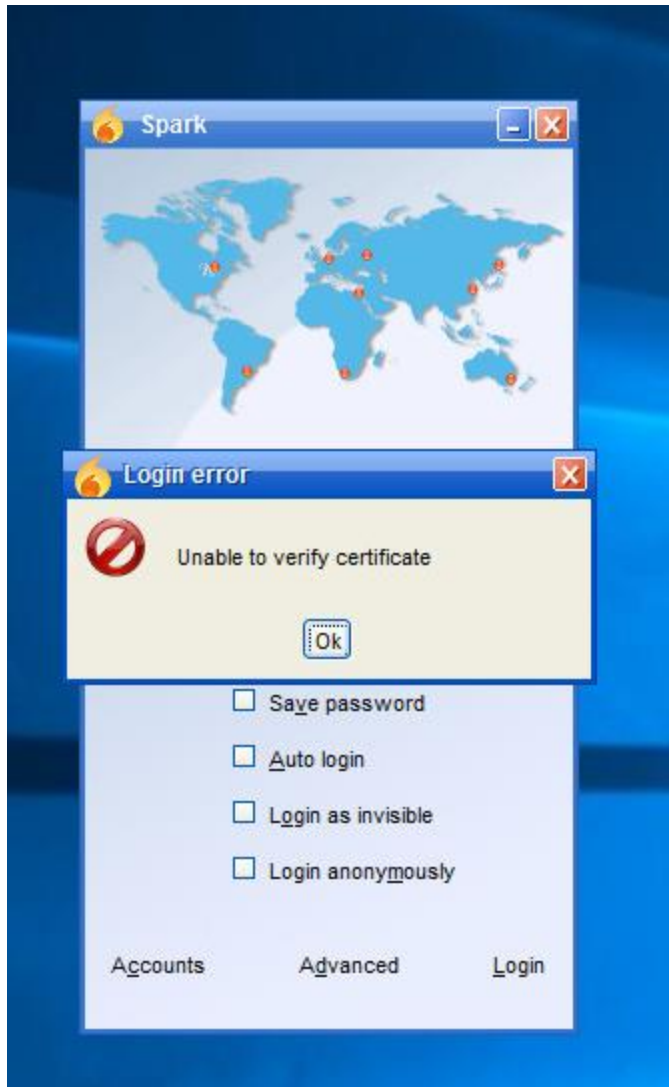 Spark
Login error
Unable to verify certificate
Ok
Save password
Auto login
Login as invisible
Login anonymously
Accounts Advanced Login